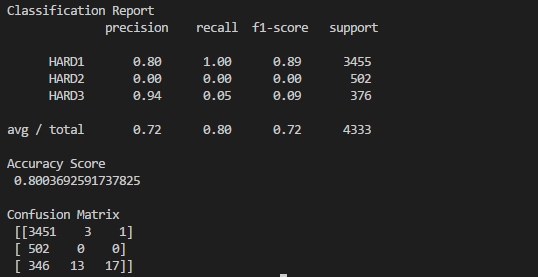 Classification Report
precision recall f1-score support
HARD1 0.80 1.00 0.89 3455
HARD2 0.00 0.00 0.00 502
HARD3 0.94 0.05 0.09 376
avg / total 0.72 0.80 0.72 4333
Accuracy Score
0.8003692591737825
Confusion Matrix
[[3451 3 1]
[ 502 0 0]
[ 346 13 17]]